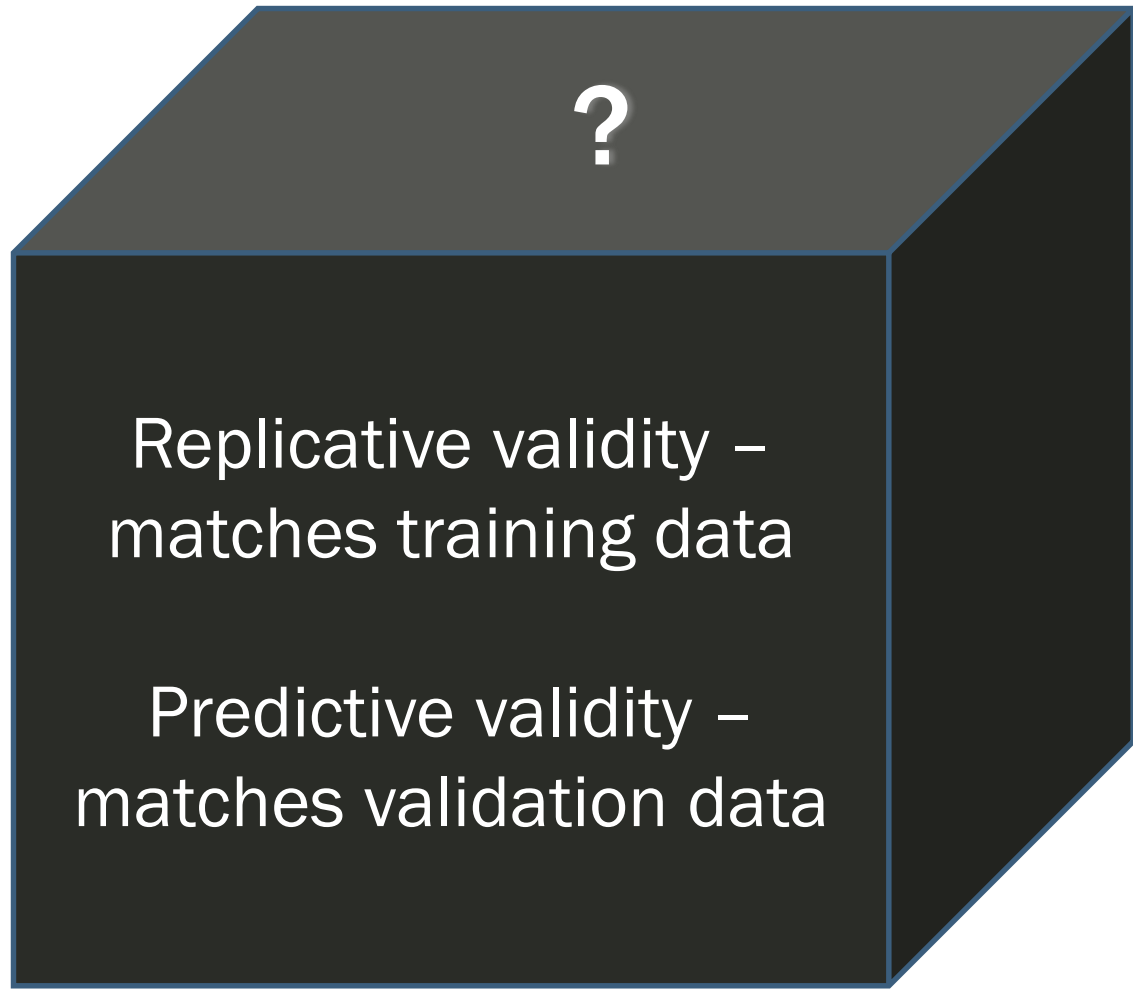 ?
Replicative validity –
matches training data
Predictive validity –
matches validation data